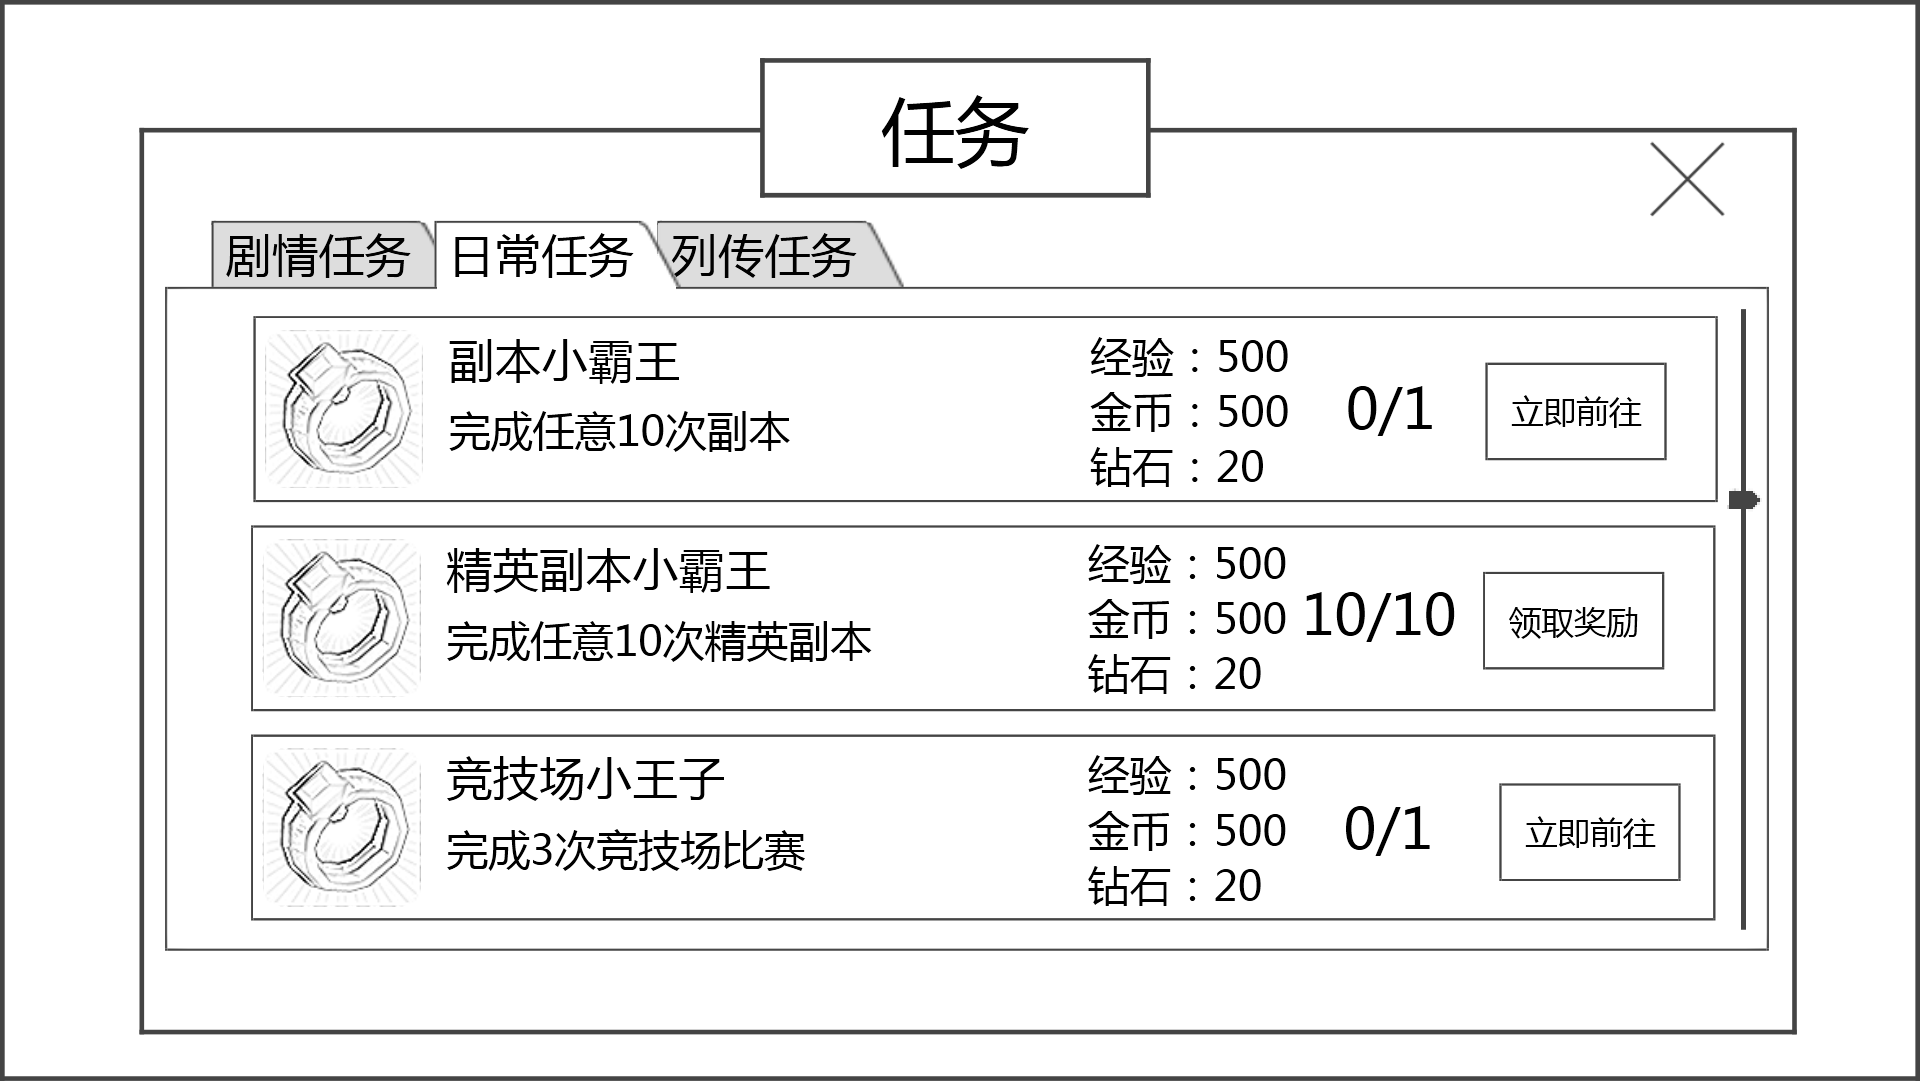 任务
剧情任务 日常任务 列传任务
副本小霸王
完成任意10次副本
经验：500
金币：500
钻石：20
0/1
立即前往
精英副本小霸王
完成任意10次精英副本
经验：500
金币：500
钻石：20
10/10
领取奖励
竞技场小王子
完成3次竞技场比赛
经验：500
金币：500
钻石：20
0/1
立即前往